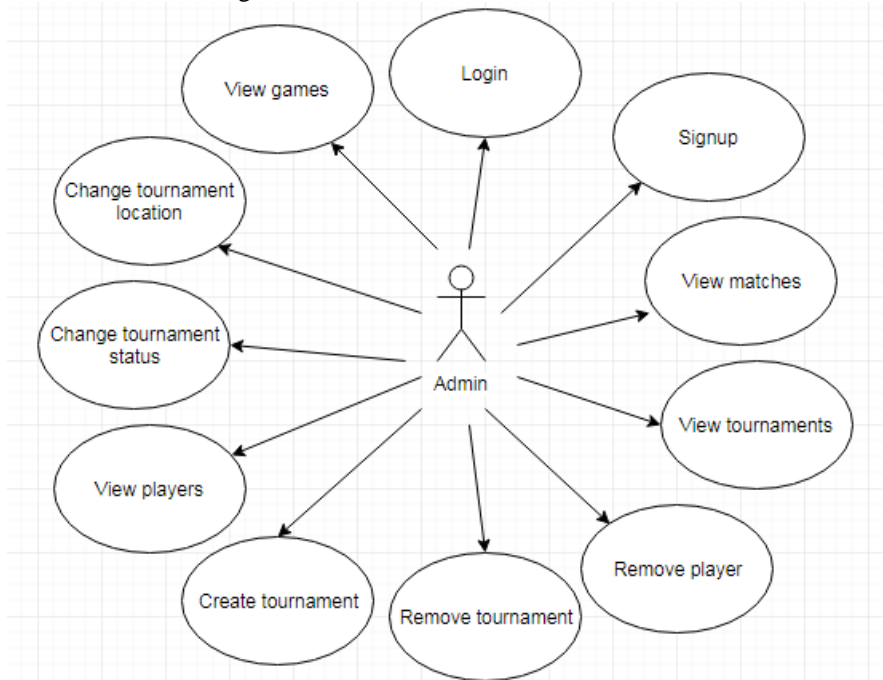 Login
View games
Signup
Change tournament
location
View matches
Change tournament
status
Admin
View tournaments
View players
Remove player
Create tournament
Remove tournament